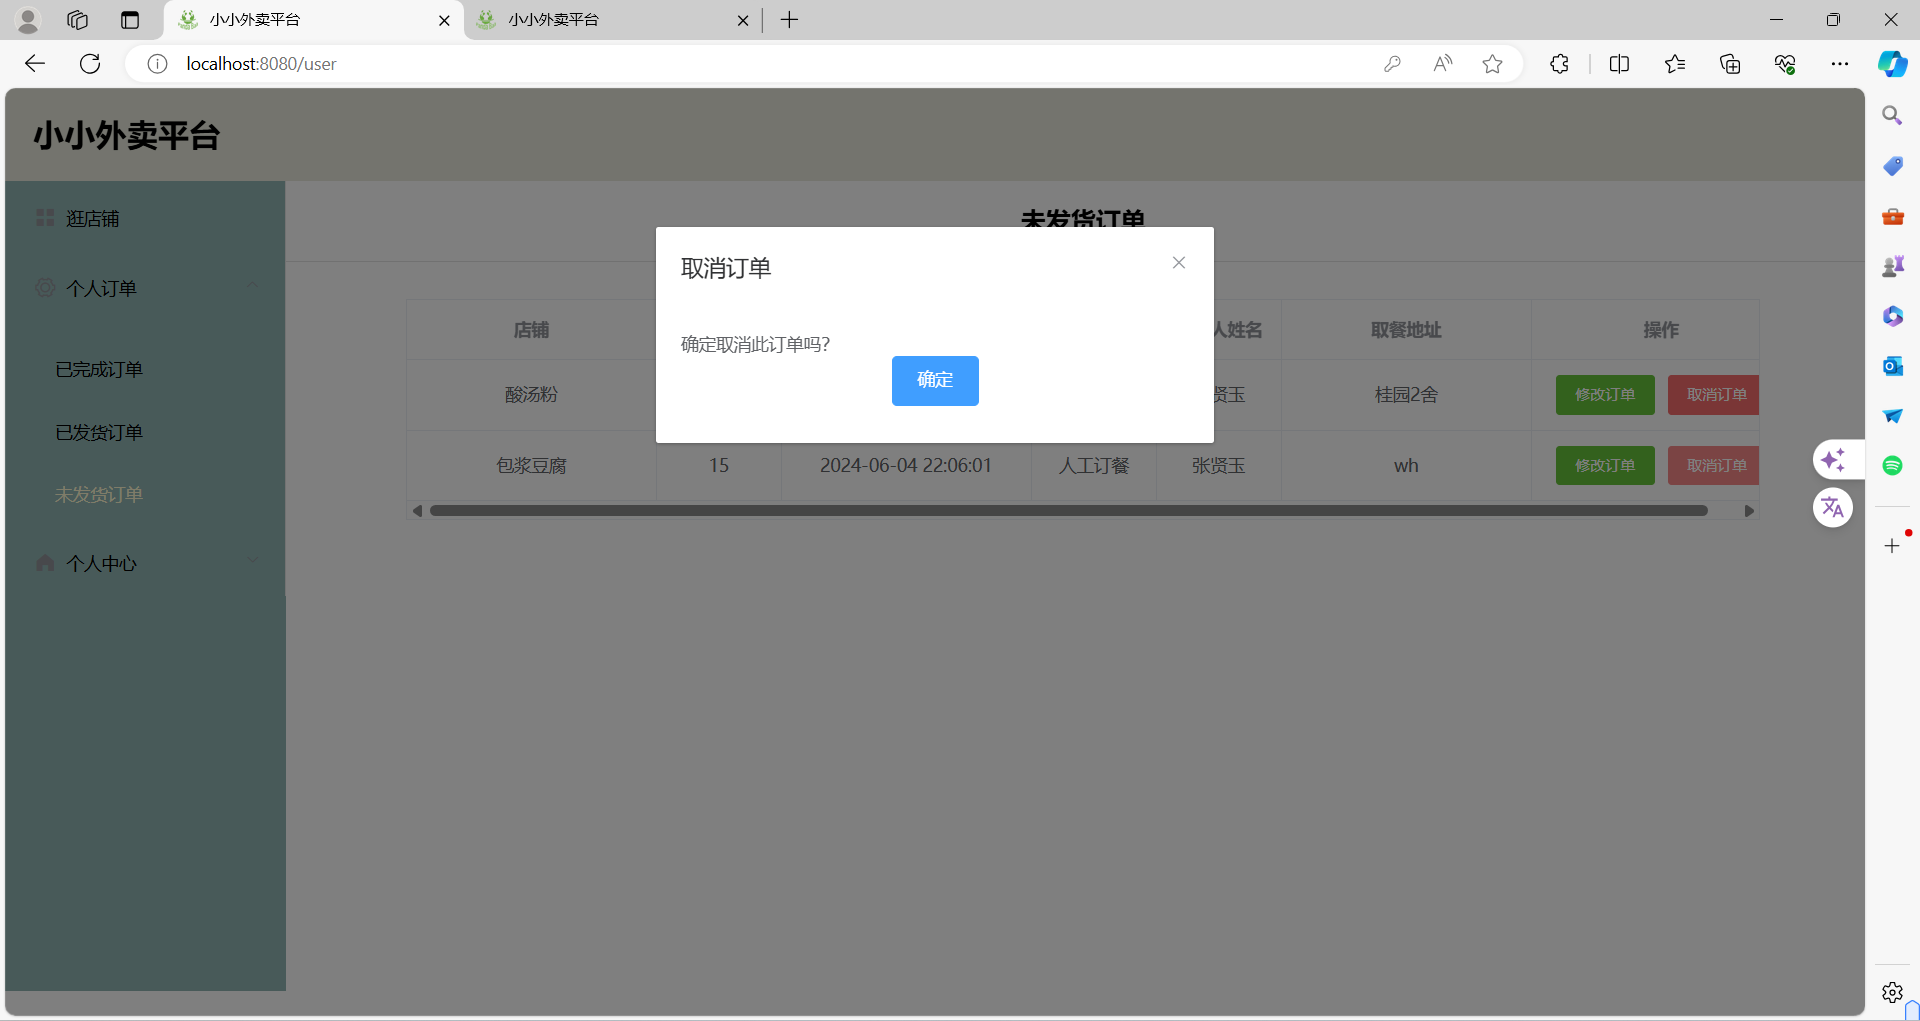 小小外卖平台
小小外卖平台
localhost:8080/user
小小外卖平台
逛店铺
个人订单
已完成订单
已发货订单
未发货订单
个人中心
未发货订单
取消订单
确定取消此订单吗?
确定
店铺 人姓名 取餐地址 操作
酸汤粉 贤玉 桂园2舍 修改订单 取消订单
包浆豆腐 15 2024-06-04 22:06:01 人工订餐 张贤玉 wh 修改订单 取消订单